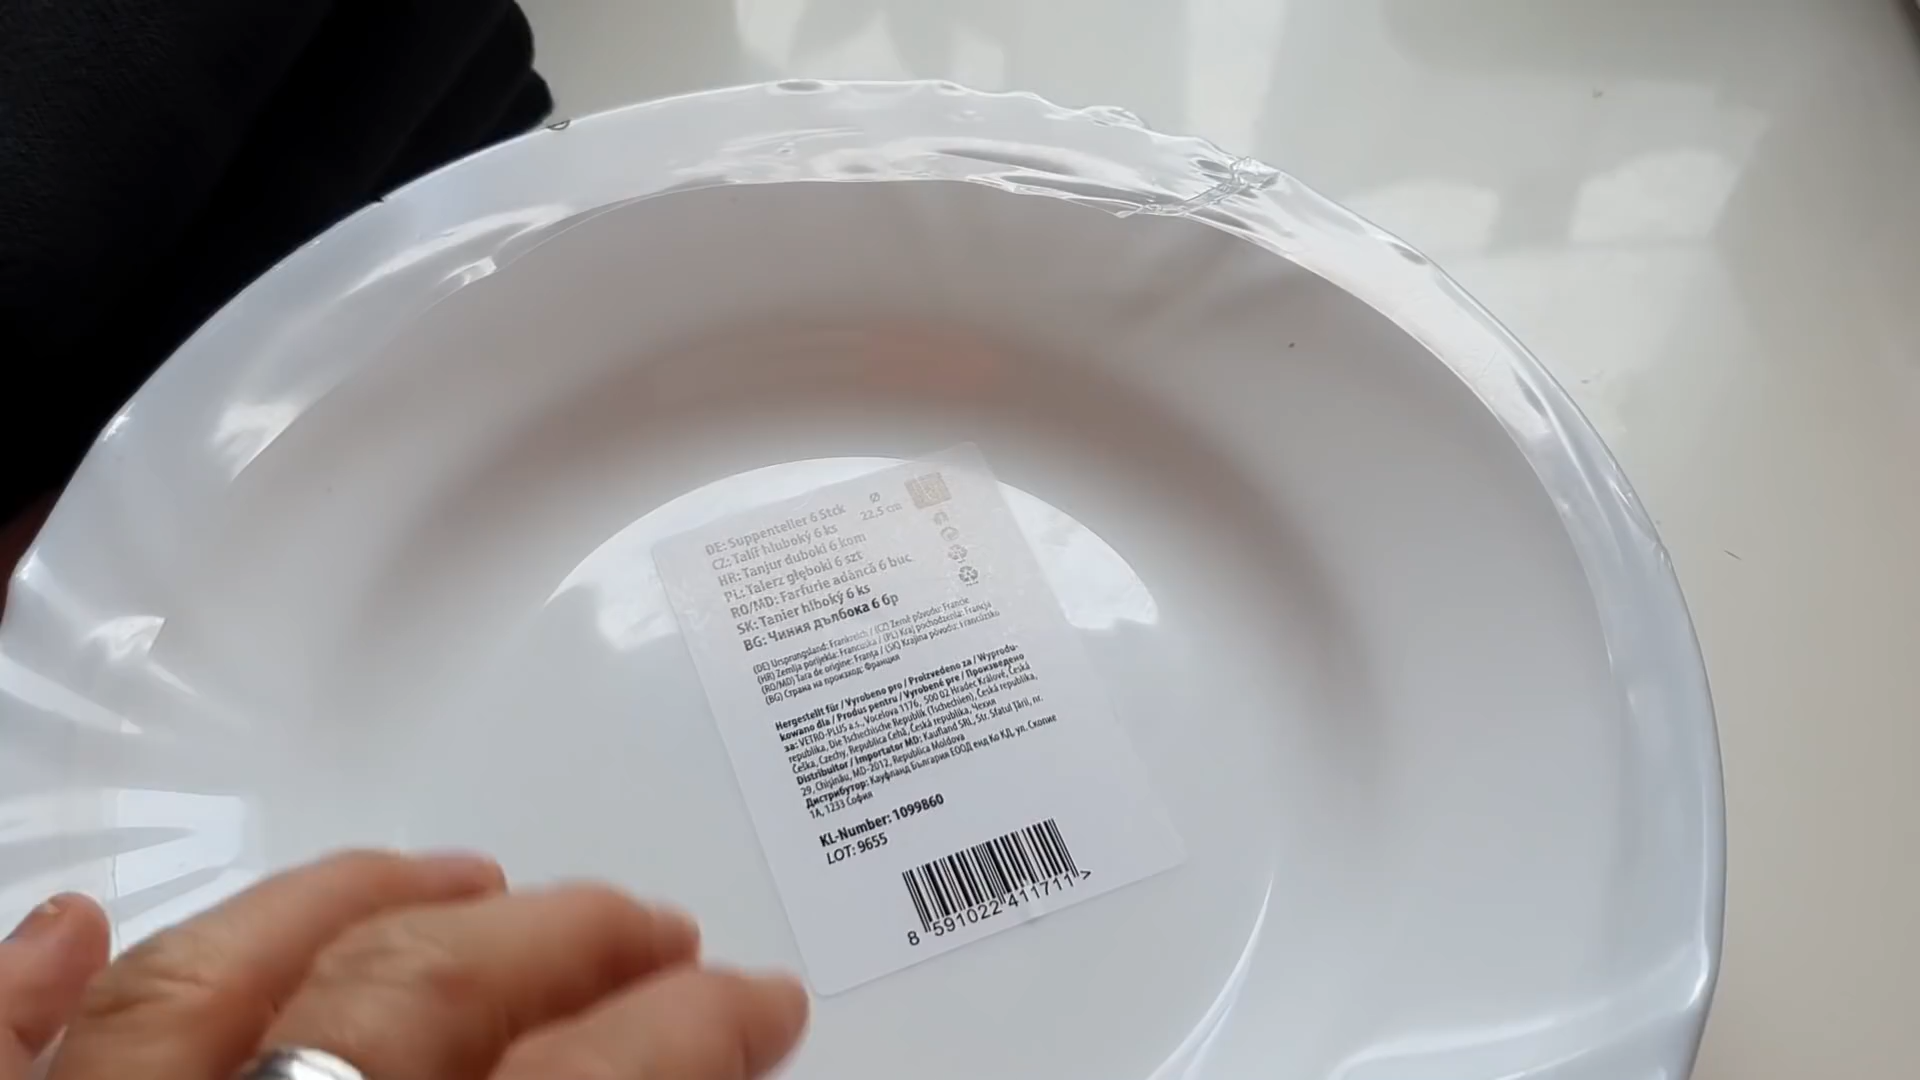 DE: Suppenteller 6 Stck
CZ: Talíř hluboký 6 ks
HR: Tanjur duboki 6 kom
PL: Talerz głęboki 6 szt
RO/MD: Farfurie adâncă 6 buc
SK: Tanier hlboký 6 ks
BG: Чиния дълбока 6 бр
Ø
22,5 cm
(DE) Ursprungsland: Frankreich / (CZ) Země původu: Francie
(HR) Zemlja porijekla: Francuska / (PL) Kraj pochodzenia: Francja
(RO/MD) Tara de origine: Franța / (SK) Krajina pôvodu: Francúzsko
(BG) Страна на произход: Франция
Hergestellt für / Vyrobeno pro / Proizvedeno za / Wyprodu-
kowano dla / Produs pentru / Vyrobené pre / Произведено
за: VETRO-PLUS a.s., Vocelova 1176, 500 02 Hradec Králové, Česká
republika, Die Tschechische Republik (Tschechien), Česká republika,
Češka, Czechy, Republica Cehă, Česká republika, Чехия
Distribuitor / Importator MD: Kaufland SRL, Str. Sfatul Țării, nr.
29, Chișinău, MD-2012, Republica Moldova
Дистрибутор: Кауфланд България ЕООД енд Ко КД, ул. Скопие
1А, 1233 София
KL-Number: 1099860
LOT: 9655
8 591022 411711 >